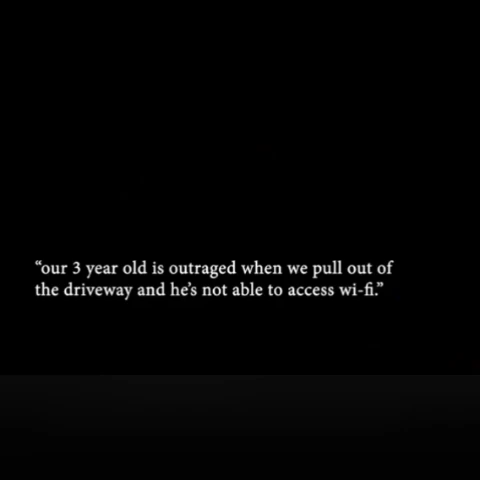 “our 3 year old is outraged when we pull out of
the driveway and he’s not able to access wi-fi.”